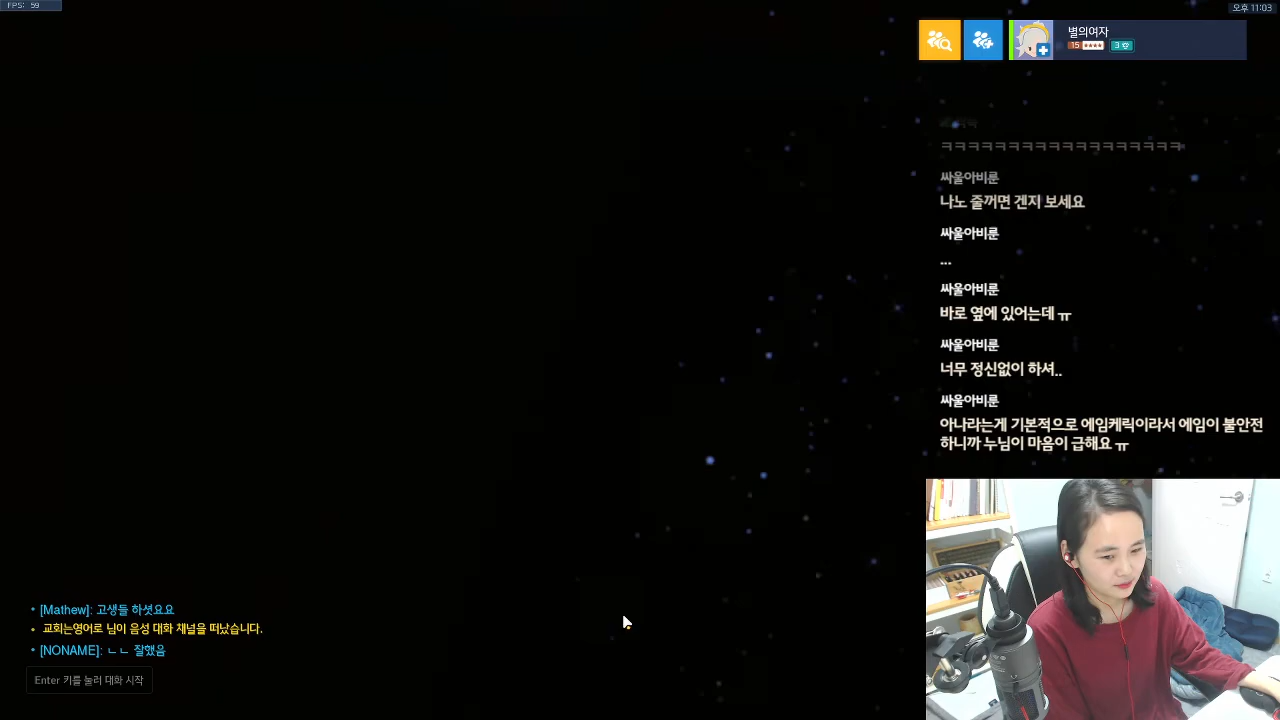 FPS: 59
오후 11:03
별의여자
15 ★★★★ 3
ㅋㅋㅋㅋㅋㅋㅋㅋㅋㅋㅋㅋㅋㅋㅋㅋㅋㅋ
싸울아비룬
나노 줄꺼면 겐지 보세요
싸울아비룬
...
싸울아비룬
바로 옆에 있어는데 ㅠ
싸울아비룬
너무 정신없이 하셔..
싸울아비룬
아나라는게 기본적으로 에임케릭이라서 에임이 불안전
하니까 누님이 마음이 급해요 ㅠ
[Mathew]: 고생들 하셧요요
교회는영어로 님이 음성 대화 채널을 떠났습니다.
[NONAME]: ㄴㄴ 잘했음
Enter 키를 눌러 대화 시작